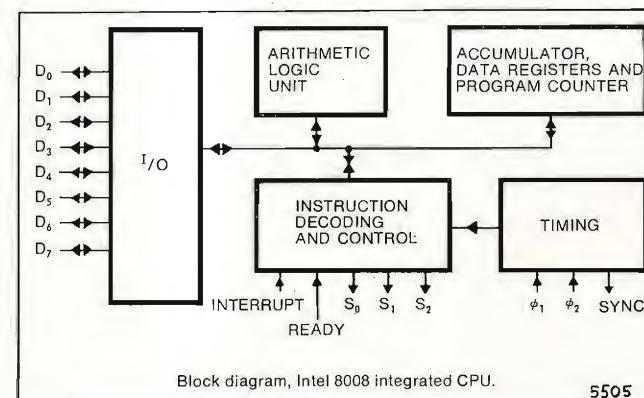 D₀
D₁
D₂
D₃
D₄
D₅
D₆
D₇
I/O
ARITHMETIC
LOGIC
UNIT
ACCUMULATOR,
DATA REGISTERS AND
PROGRAM COUNTER
INSTRUCTION
DECODING
AND CONTROL
TIMING
INTERRUPT
READY
S₀
S₁
S₂
ϕ₁
ϕ₂
SYNC
Block diagram, Intel 8008 integrated CPU.
5505